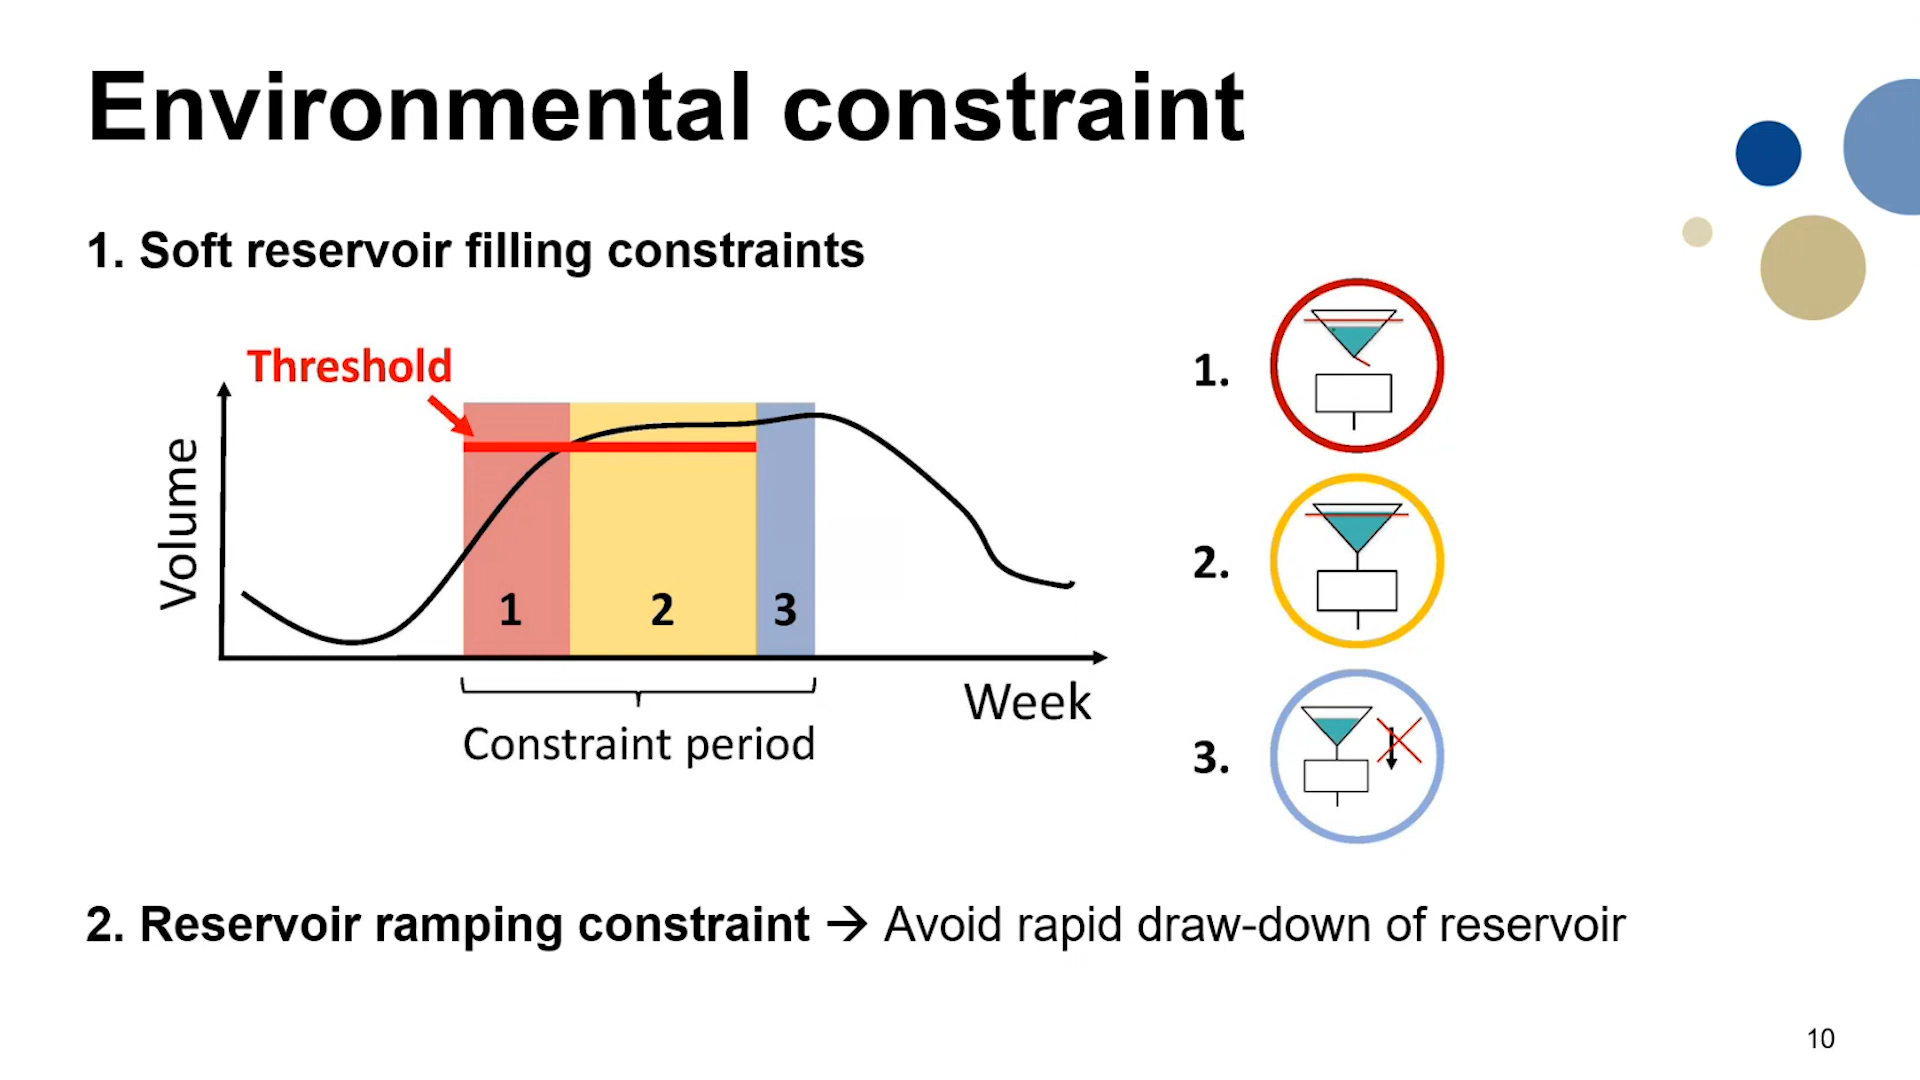 Environmental constraint
1. Soft reservoir filling constraints
Threshold
Volume
1 2 3
Week
Constraint period
1.
2.
3.
2. Reservoir ramping constraint → Avoid rapid draw-down of reservoir
10